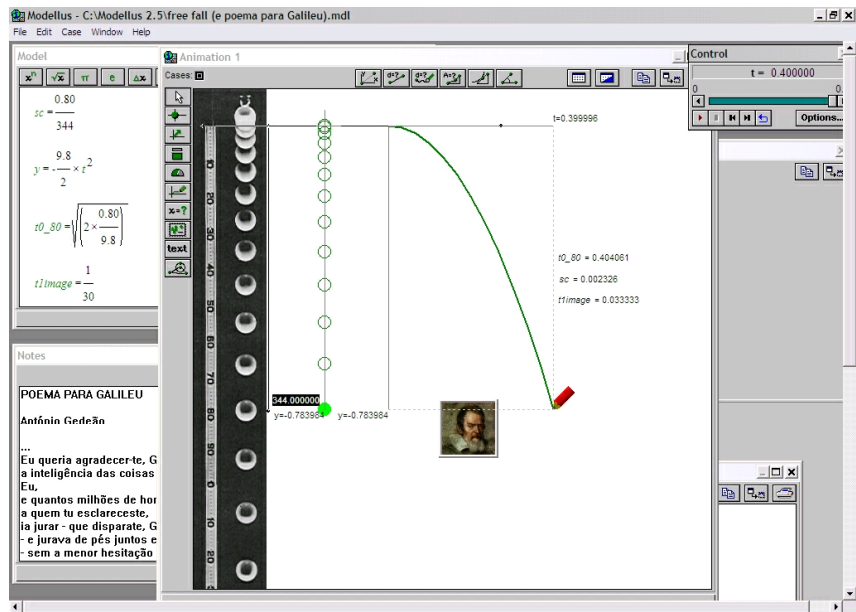 Modellus - C:\Modellus 2.5\free fall (e poema para Galileu).mdl
File Edit Case Window Help
Model
sc = 0.80 / 344
y = - 9.8 / 2 × t²
t0_80 = √(2 × 0.80 / 9.8)
t1image = 1 / 30
Notes
POEMA PARA GALILEU
António Gedeão
...
Eu queria agradecer-te, G
a inteligência das coisas
Eu,
e quantos milhões de hor
a quem tu esclareceste,
ia jurar - que disparate, G
- e jurava de pés juntos e
- sem a menor hesitação
Animation 1
Cases:
x=?
text
10
20
30
40
50
60
70
80
90
0
10
20
344.000000
y=-0.783984
y=-0.783984
t=0.399996
t0_80 = 0.404061
sc = 0.002326
t1image = 0.033333
Control
t = 0.400000
0
0.
Options...